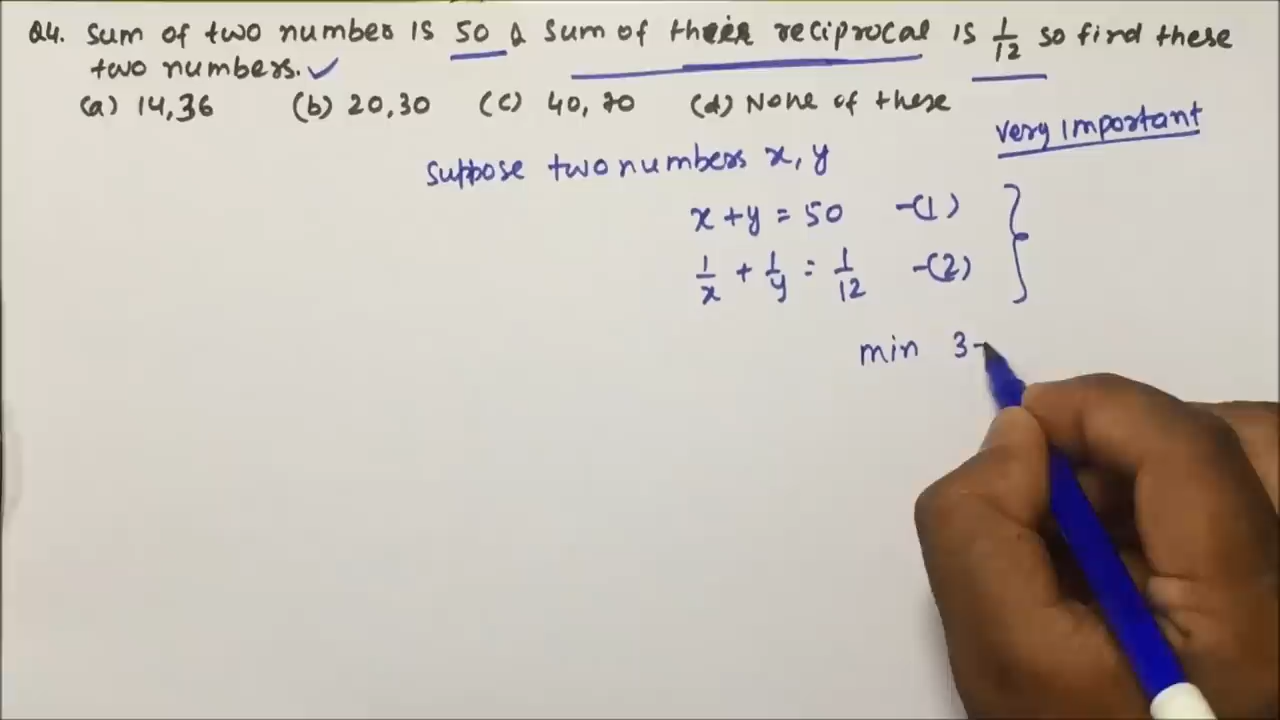 Q4. Sum of two number is 50 & sum of their reciprocal is 1/12 so find these
two numbers. ✓
(a) 14,36 (b) 20,30 (c) 40, 70 (d) None of these
very important
suppose two numbers x, y
x + y = 50 -(1)
1/x + 1/y = 1/12 -(2)
min 3-